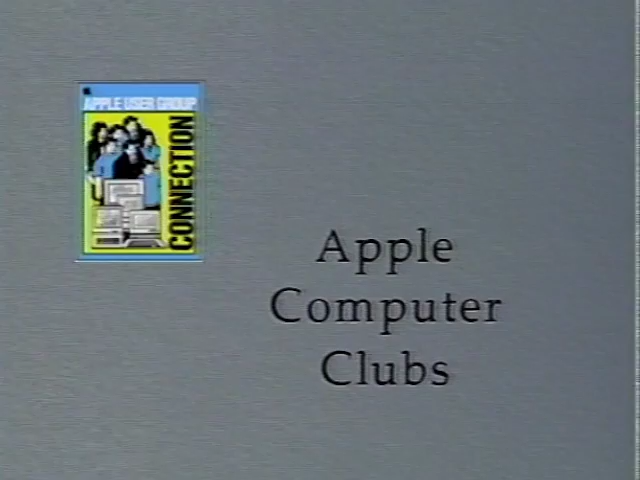 APPLE USER GROUP
CONNECTION
Apple
Computer
Clubs